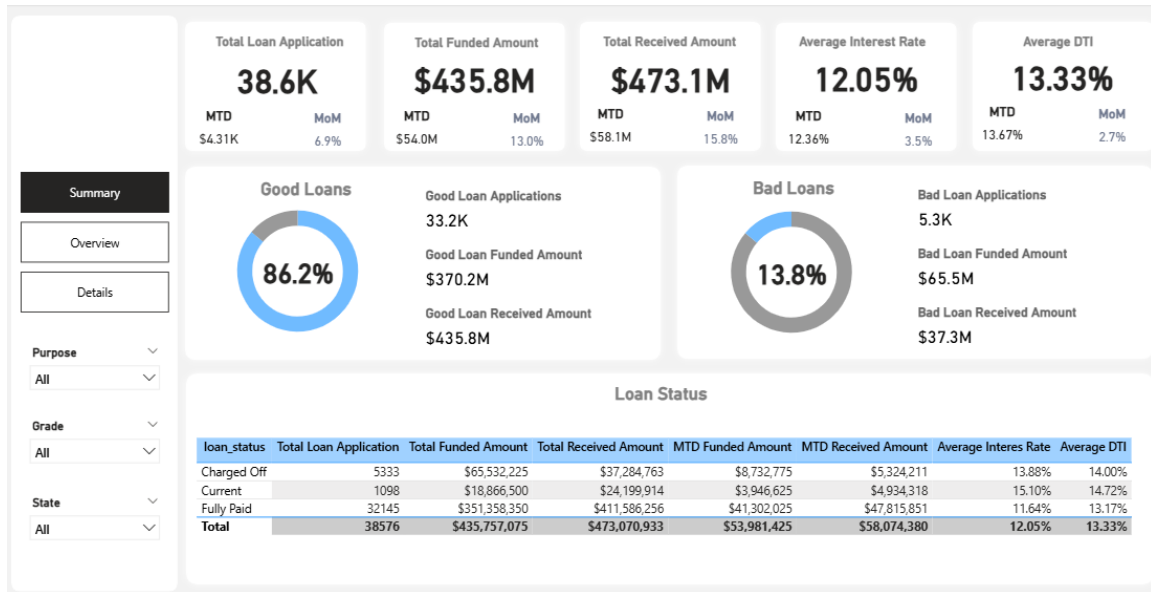 Total Loan Application
38.6K
MTD MoM
$4.31K 6.9%
Total Funded Amount
$435.8M
MTD MoM
$54.0M 13.0%
Total Received Amount
$473.1M
MTD MoM
$58.1M 15.8%
Average Interest Rate
12.05%
MTD MoM
12.36% 3.5%
Average DTI
13.33%
MTD MoM
13.67% 2.7%
Summary
Overview
Details
Purpose
All
Grade
All
State
All
Good Loans
86.2%
Good Loan Applications
33.2K
Good Loan Funded Amount
$370.2M
Good Loan Received Amount
$435.8M
Bad Loans
13.8%
Bad Loan Applications
5.3K
Bad Loan Funded Amount
$65.5M
Bad Loan Received Amount
$37.3M
Loan Status
loan_status Total Loan Application Total Funded Amount Total Received Amount MTD Funded Amount MTD Received Amount Average Interes Rate Average DTI
Charged Off 5333 $65,532,225 $37,284,763 $8,732,775 $5,324,211 13.88% 14.00%
Current 1098 $18,866,500 $24,199,914 $3,946,625 $4,934,318 15.10% 14.72%
Fully Paid 32145 $351,358,350 $411,586,256 $41,302,025 $47,815,851 11.64% 13.17%
Total 38576 $435,757,075 $473,070,933 $53,981,425 $58,074,380 12.05% 13.33%